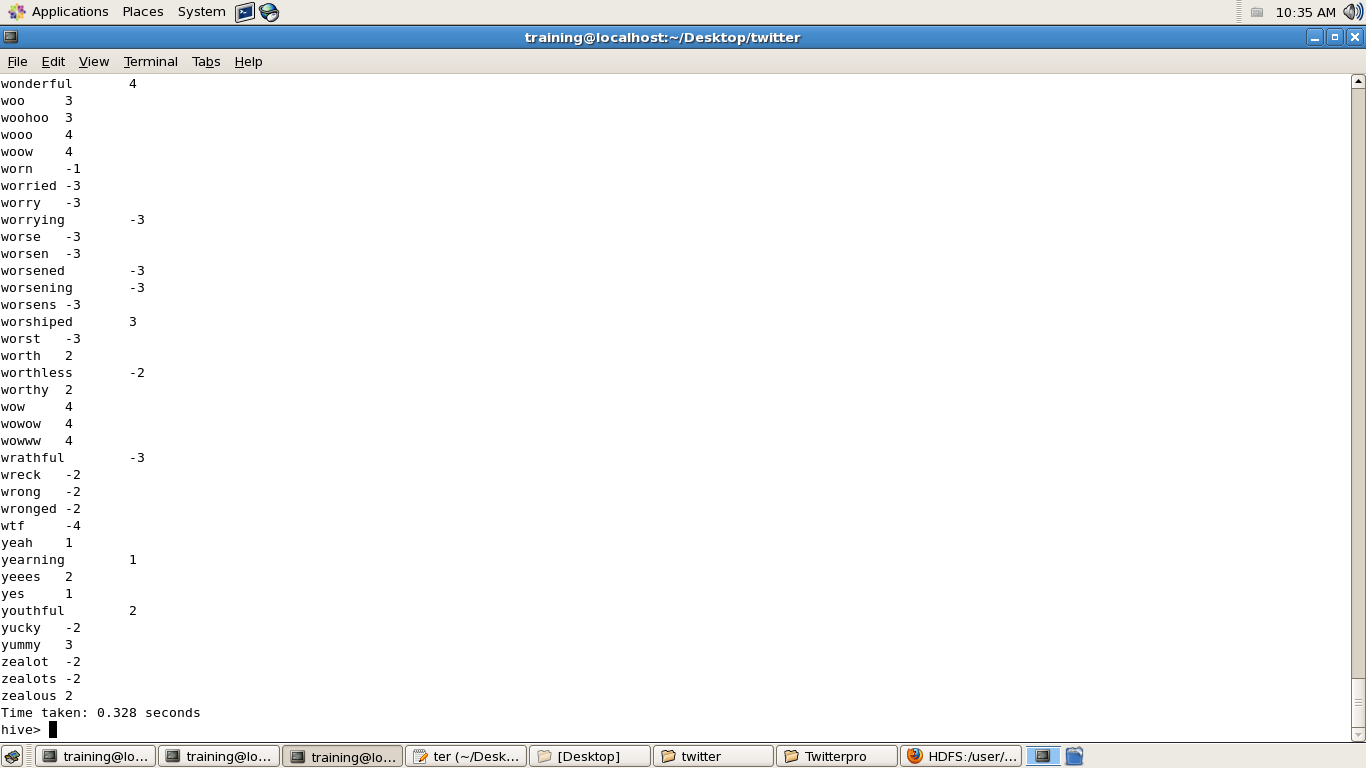 Applications Places System 10:35 AM
training@localhost:~/Desktop/twitter
File Edit View Terminal Tabs Help
wonderful 4
woo 3
woohoo 3
wooo 4
woow 4
worn -1
worried -3
worry -3
worrying -3
worse -3
worsen -3
worsened -3
worsening -3
worsens -3
worshiped 3
worst -3
worth 2
worthless -2
worthy 2
wow 4
wowow 4
wowww 4
wrathful -3
wreck -2
wrong -2
wronged -2
wtf -4
yeah 1
yearning 1
yeees 2
yes 1
youthful 2
yucky -2
yummy 3
zealot -2
zealots -2
zealous 2
Time taken: 0.328 seconds
hive>
training@lo... training@lo... training@lo... ter (~/Desk... [Desktop] twitter Twitterpro HDFS:/user/...